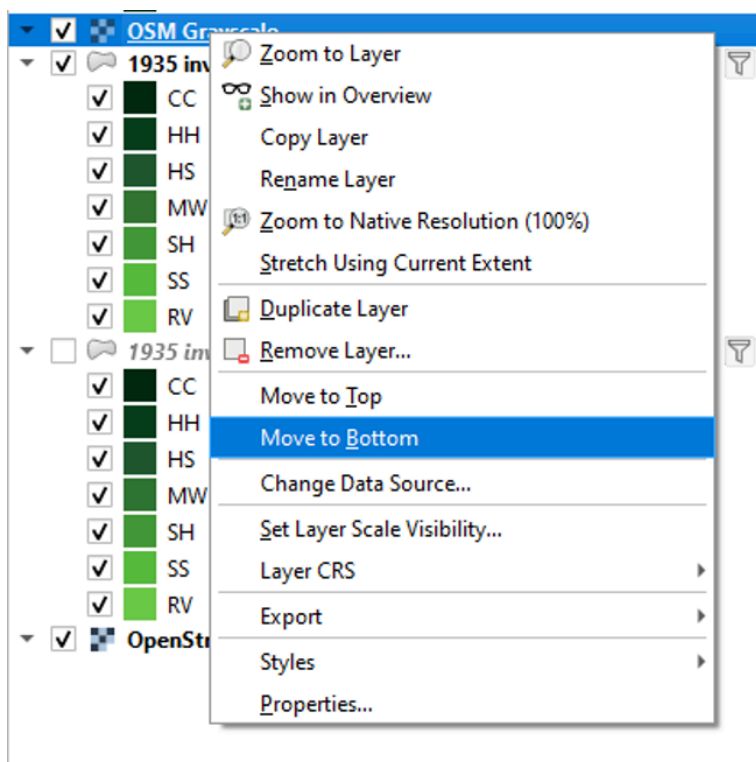 OSM Grayscale
1935 inv
CC
HH
HS
MW
SH
SS
RV
1935 inv
CC
HH
HS
MW
SH
SS
RV
OpenStr
Zoom to Layer
Show in Overview
Copy Layer
Rename Layer
1:1
Zoom to Native Resolution (100%)
Stretch Using Current Extent
Duplicate Layer
Remove Layer...
Move to Top
Move to Bottom
Change Data Source...
Set Layer Scale Visibility...
Layer CRS
Export
Styles
Properties...